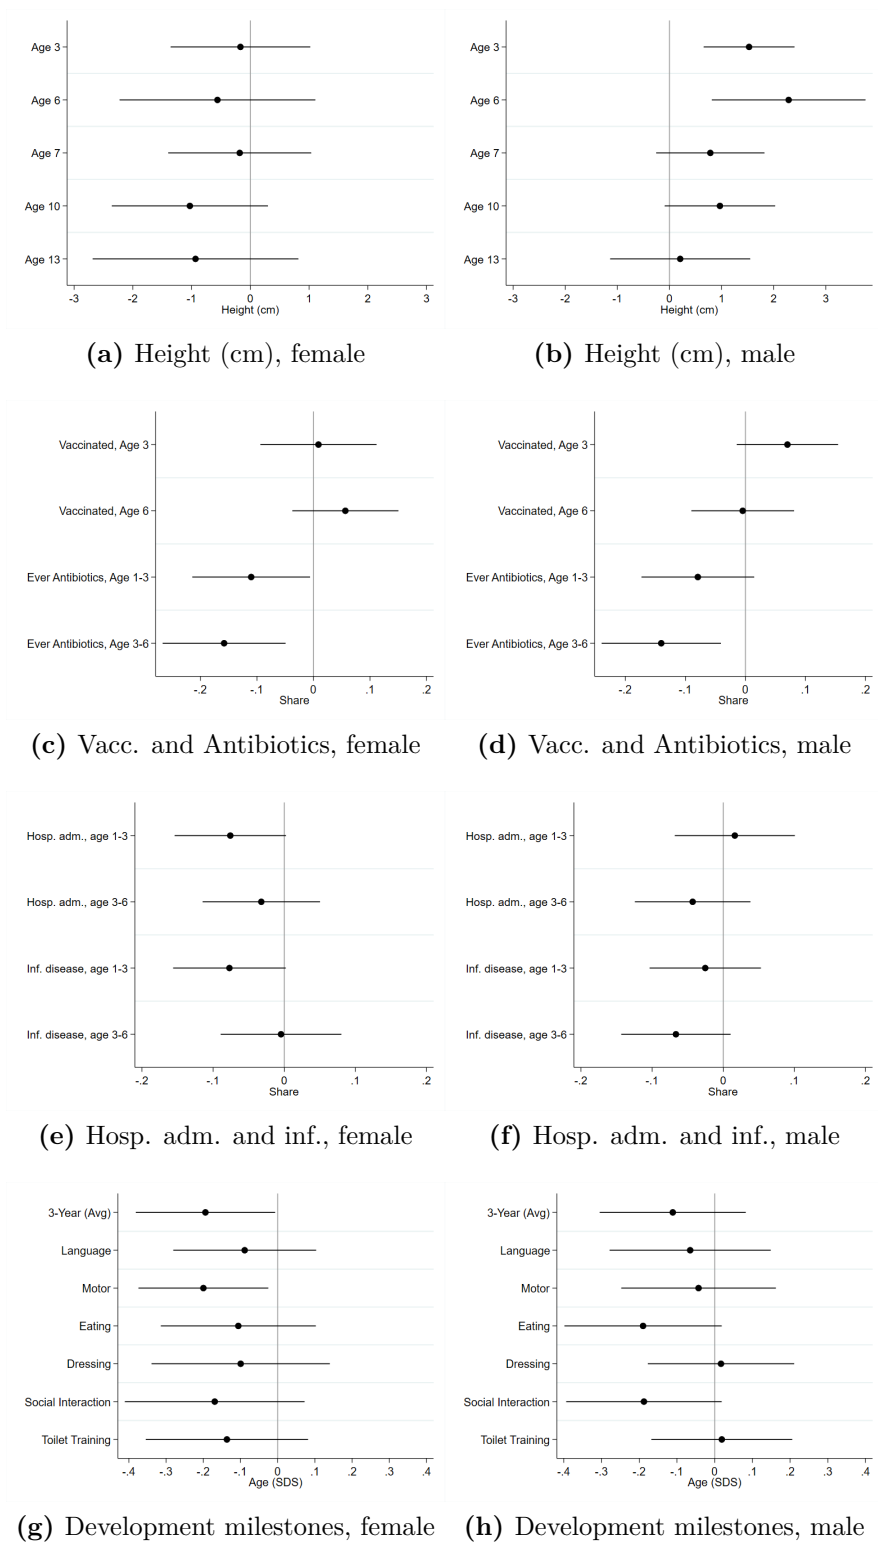 Age 3
Age 6
Age 7
Age 10
Age 13
-3 -2 -1 0 1 2 3
Height (cm)
(a) Height (cm), female
Age 3
Age 6
Age 7
Age 10
Age 13
-3 -2 -1 0 1 2 3
Height (cm)
(b) Height (cm), male
Vaccinated, Age 3
Vaccinated, Age 6
Ever Antibiotics, Age 1-3
Ever Antibiotics, Age 3-6
-.2 -.1 0 .1 .2
Share
(c) Vacc. and Antibiotics, female
Vaccinated, Age 3
Vaccinated, Age 6
Ever Antibiotics, Age 1-3
Ever Antibiotics, Age 3-6
-.2 -.1 0 .1 .2
Share
(d) Vacc. and Antibiotics, male
Hosp. adm., age 1-3
Hosp. adm., age 3-6
Inf. disease, age 1-3
Inf. disease, age 3-6
-.2 -.1 0 .1 .2
Share
(e) Hosp. adm. and inf., female
Hosp. adm., age 1-3
Hosp. adm., age 3-6
Inf. disease, age 1-3
Inf. disease, age 3-6
-.2 -.1 0 .1 .2
Share
(f) Hosp. adm. and inf., male
3-Year (Avg)
Language
Motor
Eating
Dressing
Social Interaction
Toilet Training
-.4 -.3 -.2 -.1 0 .1 .2 .3 .4
Age (SDS)
(g) Development milestones, female
3-Year (Avg)
Language
Motor
Eating
Dressing
Social Interaction
Toilet Training
-.4 -.3 -.2 -.1 0 .1 .2 .3 .4
Age (SDS)
(h) Development milestones, male